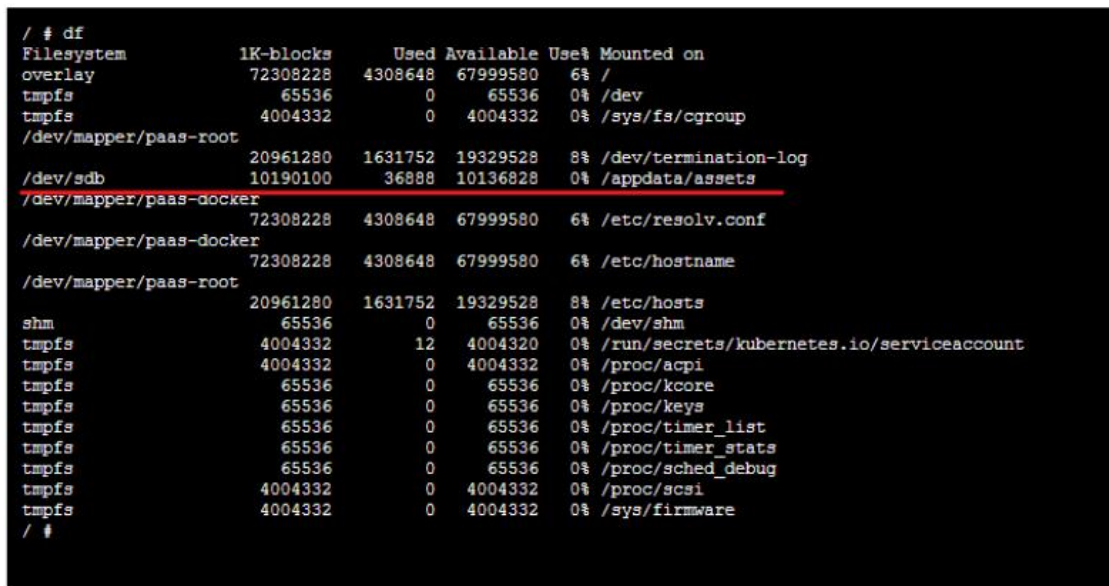 / # df
Filesystem 1K-blocks Used Available Use% Mounted on
overlay 72308228 4308648 67999580 6% /
tmpfs 65536 0 65536 0% /dev
tmpfs 4004332 0 4004332 0% /sys/fs/cgroup
/dev/mapper/paas-root
20961280 1631752 19329528 8% /dev/termination-log
/dev/sdb 10190100 36888 10136828 0% /appdata/assets
/dev/mapper/paas-docker
72308228 4308648 67999580 6% /etc/resolv.conf
/dev/mapper/paas-docker
72308228 4308648 67999580 6% /etc/hostname
/dev/mapper/paas-root
20961280 1631752 19329528 8% /etc/hosts
shm 65536 0 65536 0% /dev/shm
tmpfs 4004332 12 4004320 0% /run/secrets/kubernetes.io/serviceaccount
tmpfs 4004332 0 4004332 0% /proc/acpi
tmpfs 65536 0 65536 0% /proc/kcore
tmpfs 65536 0 65536 0% /proc/keys
tmpfs 65536 0 65536 0% /proc/timer_list
tmpfs 65536 0 65536 0% /proc/timer_stats
tmpfs 65536 0 65536 0% /proc/sched_debug
tmpfs 4004332 0 4004332 0% /proc/scsi
tmpfs 4004332 0 4004332 0% /sys/firmware
/ #